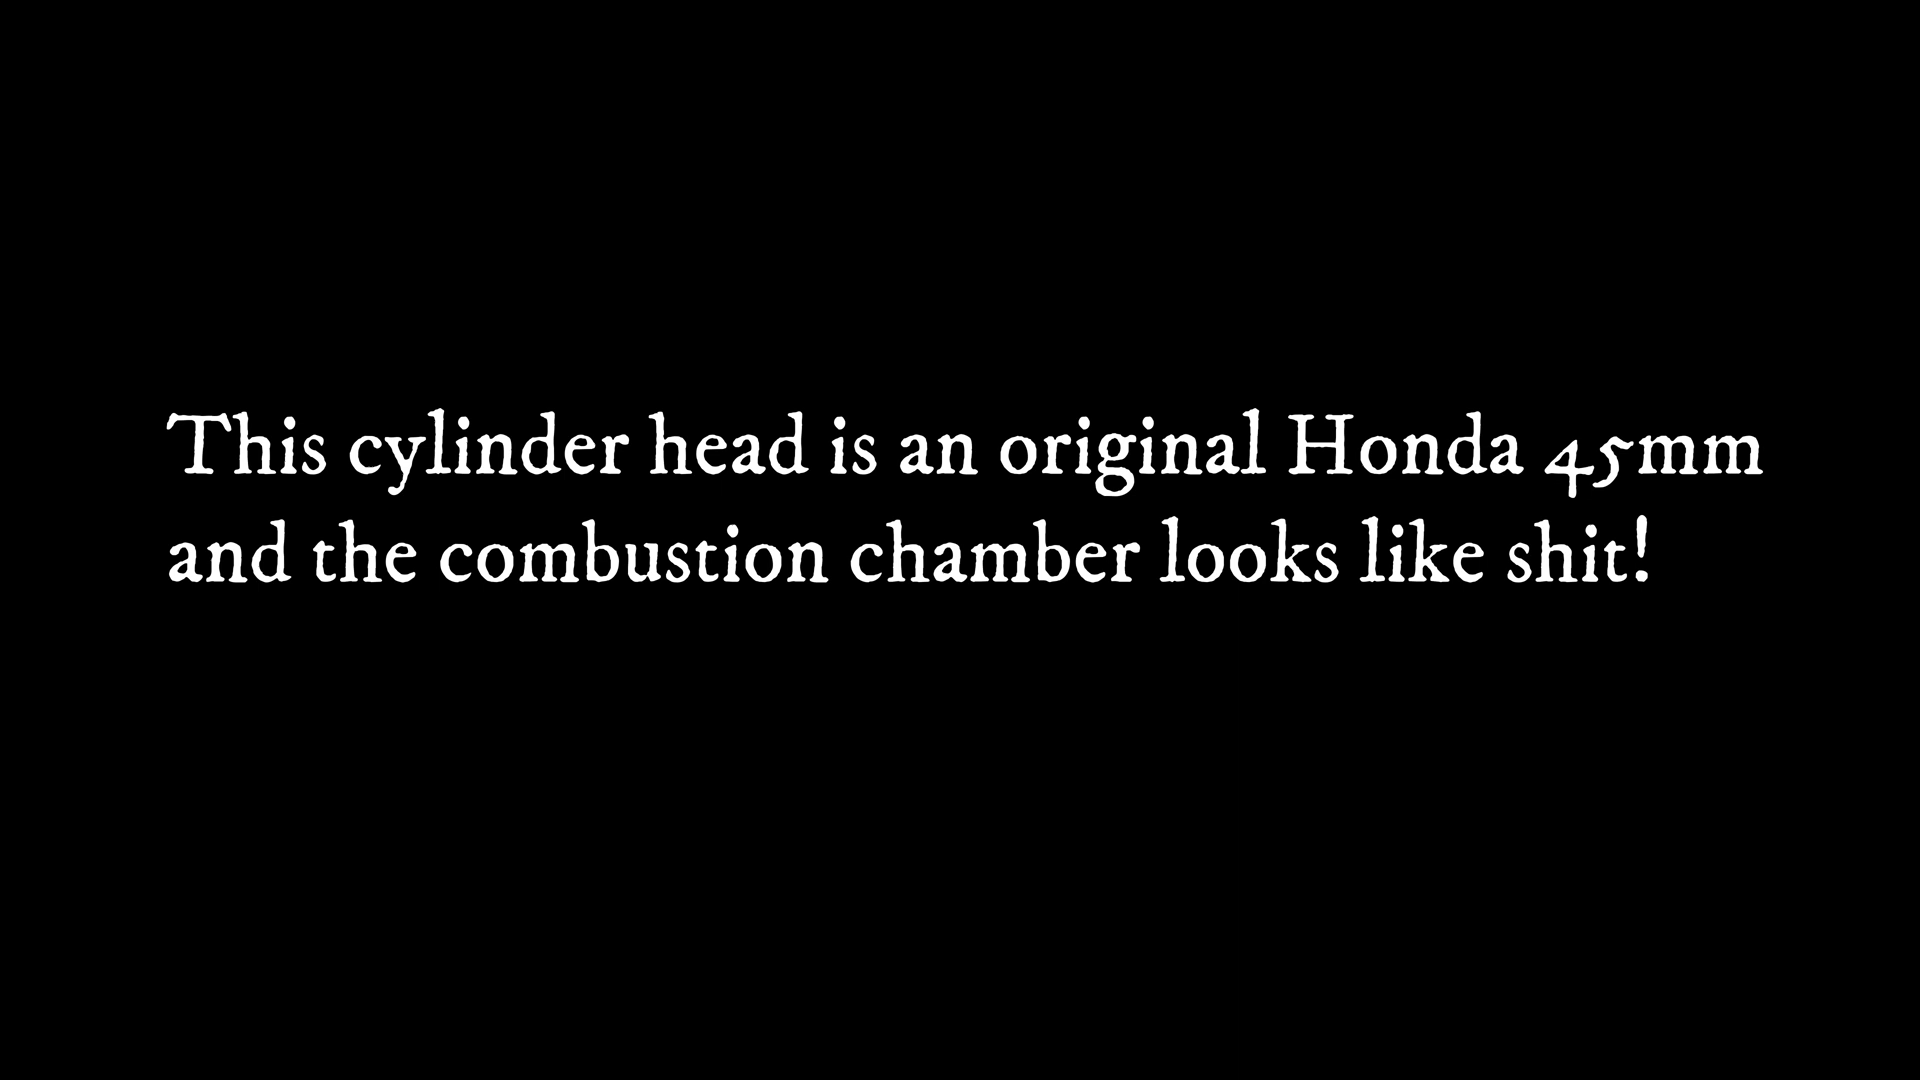 This cylinder head is an original Honda 45mm
and the combustion chamber looks like shit!